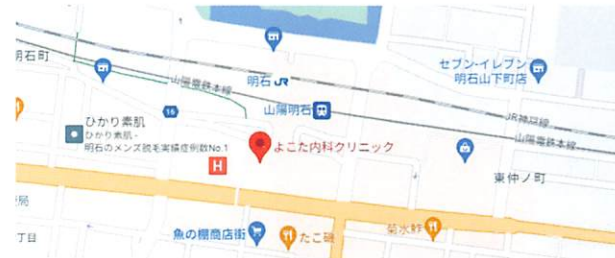 明石町
明石 JR
セブン-イレブン
明石山下町店
山陽電鉄本線
16
山陽明石
JR神戸線
山陽電鉄本線
ひかり素肌
ひかり素肌 -
明石のメンズ脱毛実績症例数No.1
H
よこた内科クリニック
東仲ノ町
局
丁目
魚の棚商店街
たこ磯
菊水鮓